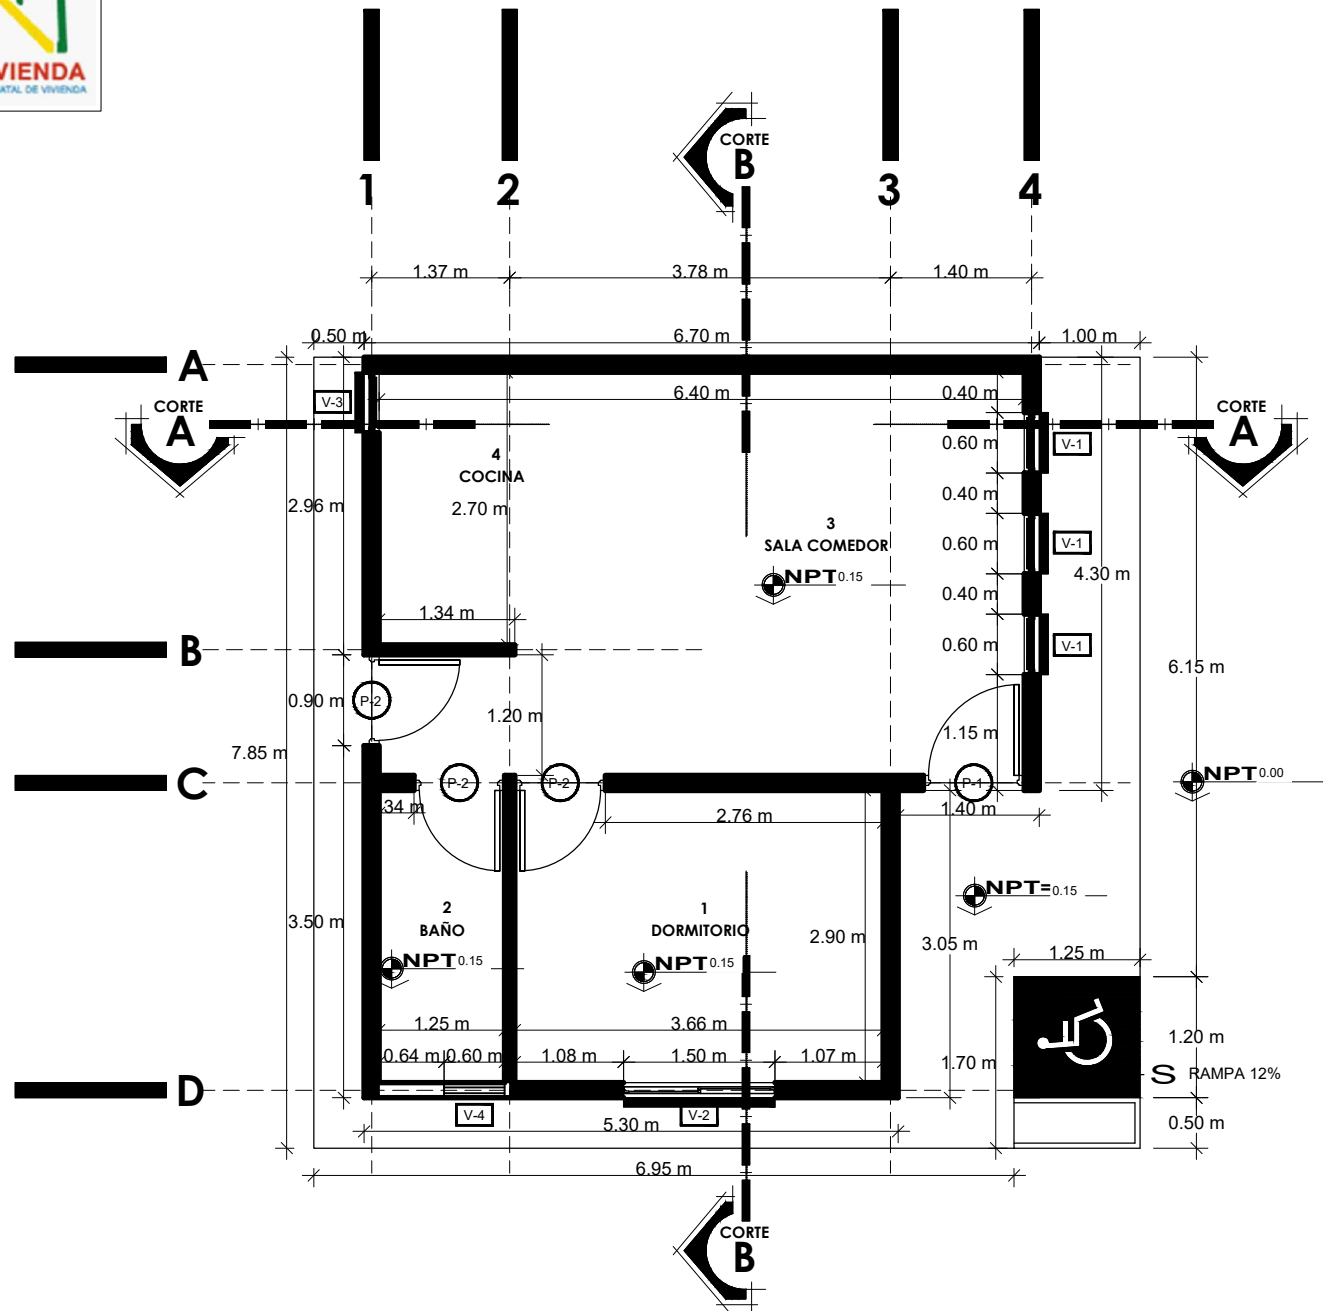 VIENDA
ATAL DE VIVIENDA
CORTE
B
1
2
3
4
1.37 m
3.78 m
1.40 m
0.50 m
6.70 m
1.00 m
A
V-3
6.40 m
0.40 m
CORTE
A
CORTE
A
0.60 m
V-1
4
COCINA
2.96 m
2.70 m
0.40 m
3
SALA COMEDOR
0.60 m
V-1
NPT 0.15
4.30 m
0.40 m
1.34 m
B
0.60 m
V-1
6.15 m
0.90 m
P-2
1.20 m
1.15 m
7.85 m
C
P-2
P-2
P-1
NPT 0.00
.34 m
2.76 m
1.40 m
NPT= 0.15
2
BAÑO
1
DORMITORIO
3.50 m
2.90 m
3.05 m
1.25 m
NPT 0.15
NPT 0.15
1.25 m
3.66 m
1.20 m
0.64 m
0.60 m
1.08 m
1.50 m
1.07 m
1.70 m
S RAMPA 12%
D
V-4
V-2
5.30 m
0.50 m
6.95 m
CORTE
B